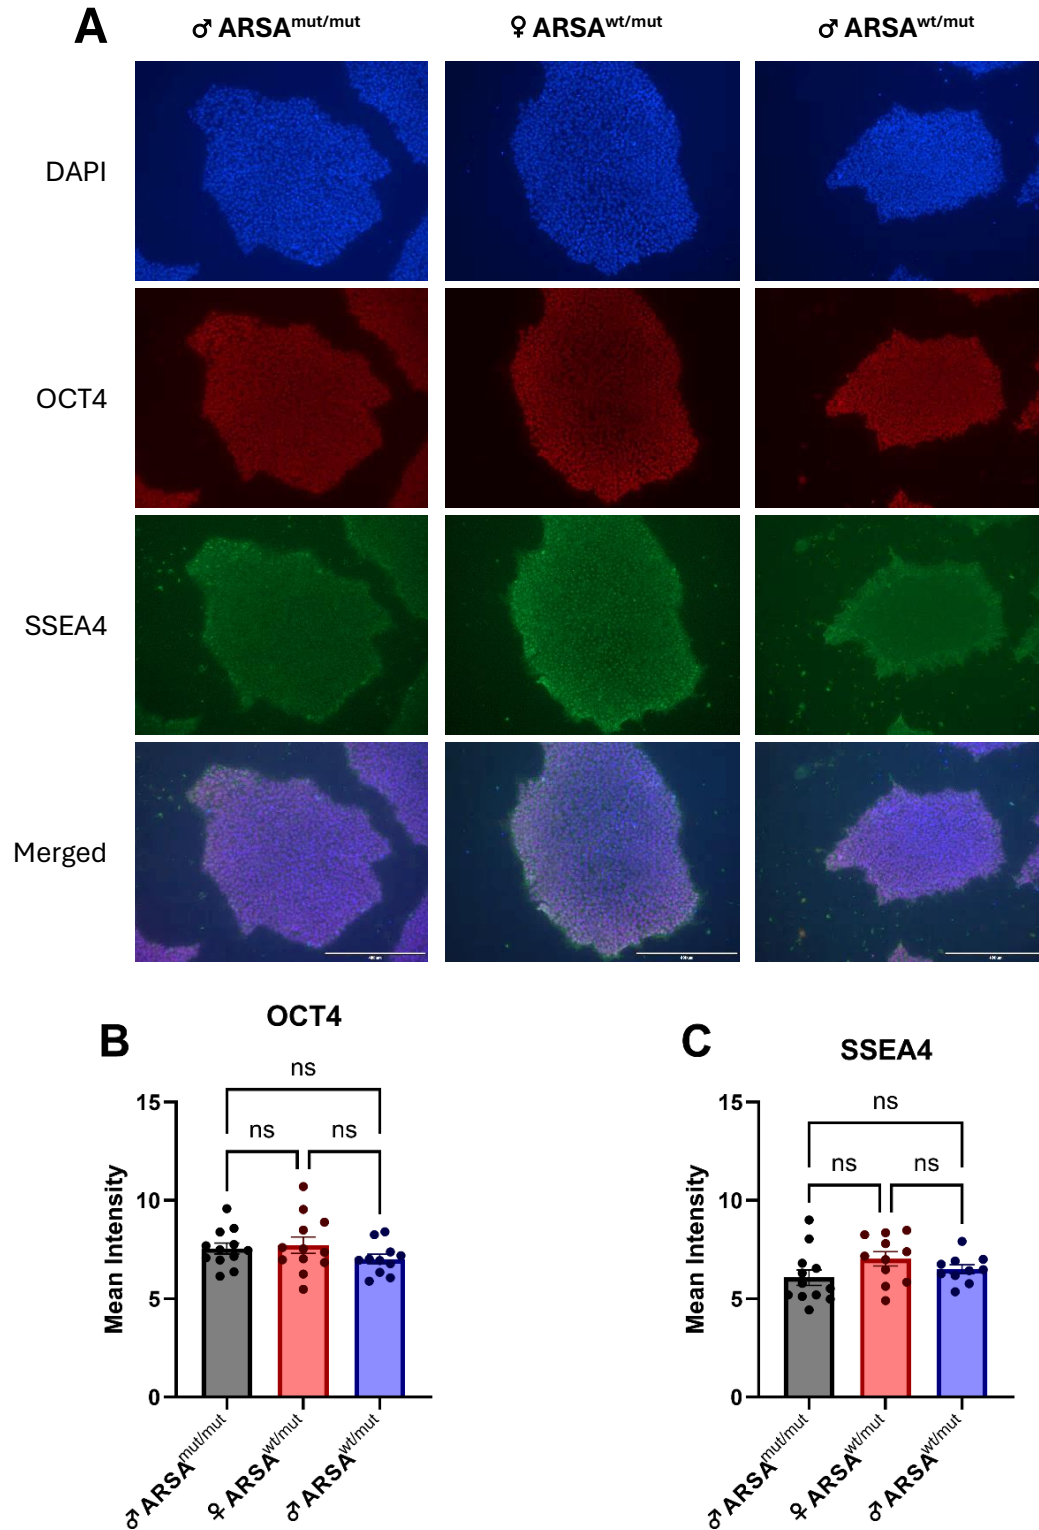 A
♂ ARSAmut/mut
♀ ARSAwt/mut
♂ ARSAwt/mut
DAPI
OCT4
SSEA4
Merged
B
OCT4
ns
ns
ns
15
10
5
0
Mean Intensity
♂ ARSAmut/mut
♀ ARSAwt/mut
♂ ARSAwt/mut
C
SSEA4
ns
ns
ns
15
10
5
0
Mean Intensity
♂ ARSAmut/mut
♀ ARSAwt/mut
♂ ARSAwt/mut